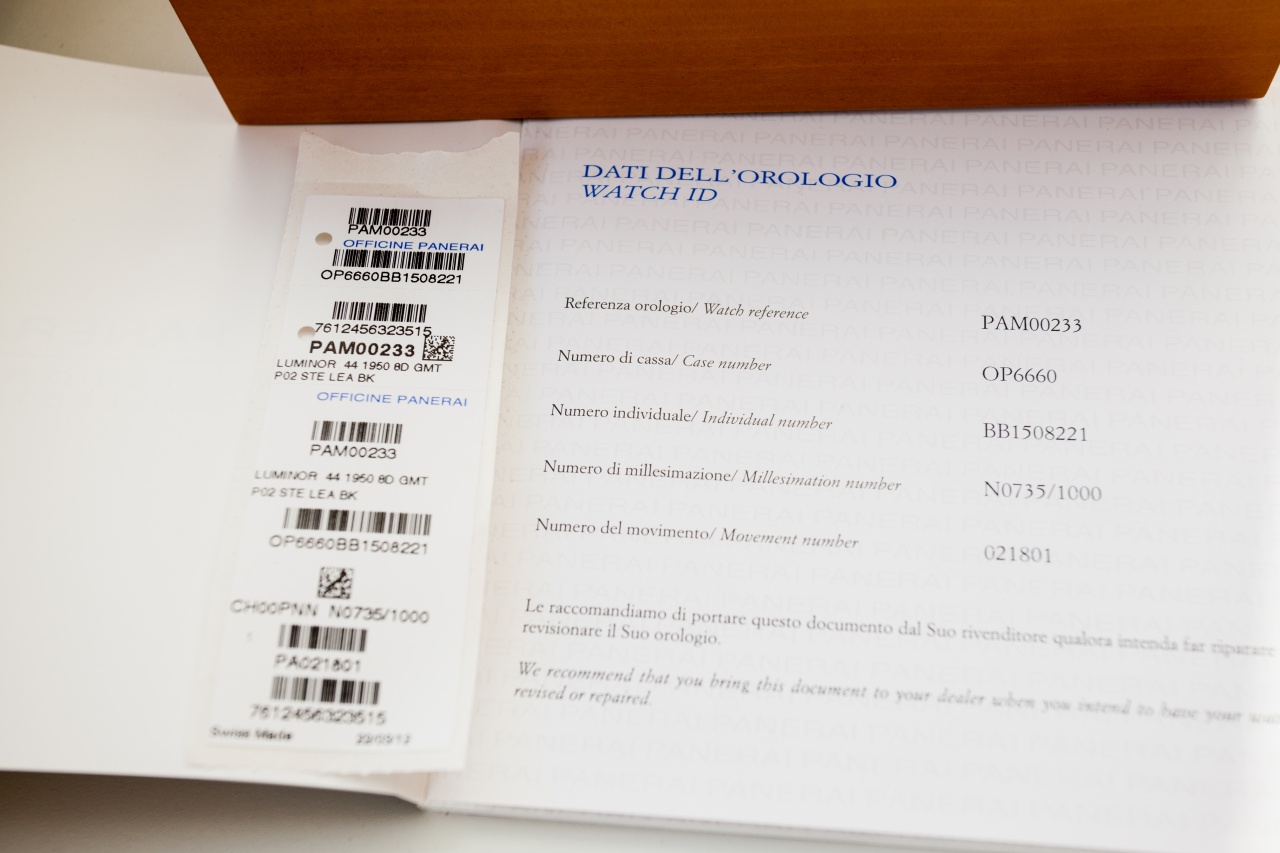 PAM00233
OFFICINE PANERAI
OP6660BB1508221
7612456323515
PAM00233
LUMINOR 44 1950 8D GMT
P02 STE LEA BK
OFFICINE PANERAI
PAM00233
LUMINOR 44 1950 8D GMT
P02 STE LEA BK
OP6660BB1508221
CH00PNN N0735/1000
PA021801
7612456323515
Swiss Made
DATI DELL'OROLOGIO
WATCH ID
Referenza orologio/ Watch reference PAM00233
Numero di cassa/ Case number OP6660
Numero individuale/ Individual number BB1508221
Numero di millesimazione/ Millesimation number N0735/1000
Numero del movimento/ Movement number 021801
Le raccomandiamo di portare questo documento dal Suo rivenditore qualora intenda far riparare
revisionare il Suo orologio.
We recommend that you bring this document to your dealer when you intend to have your
revised or repaired.